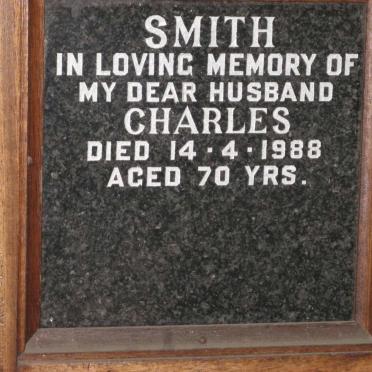 SMITH
IN LOVING MEMORY OF
MY DEAR HUSBAND
CHARLES
DIED 14·4·1988
AGED 70 YRS.